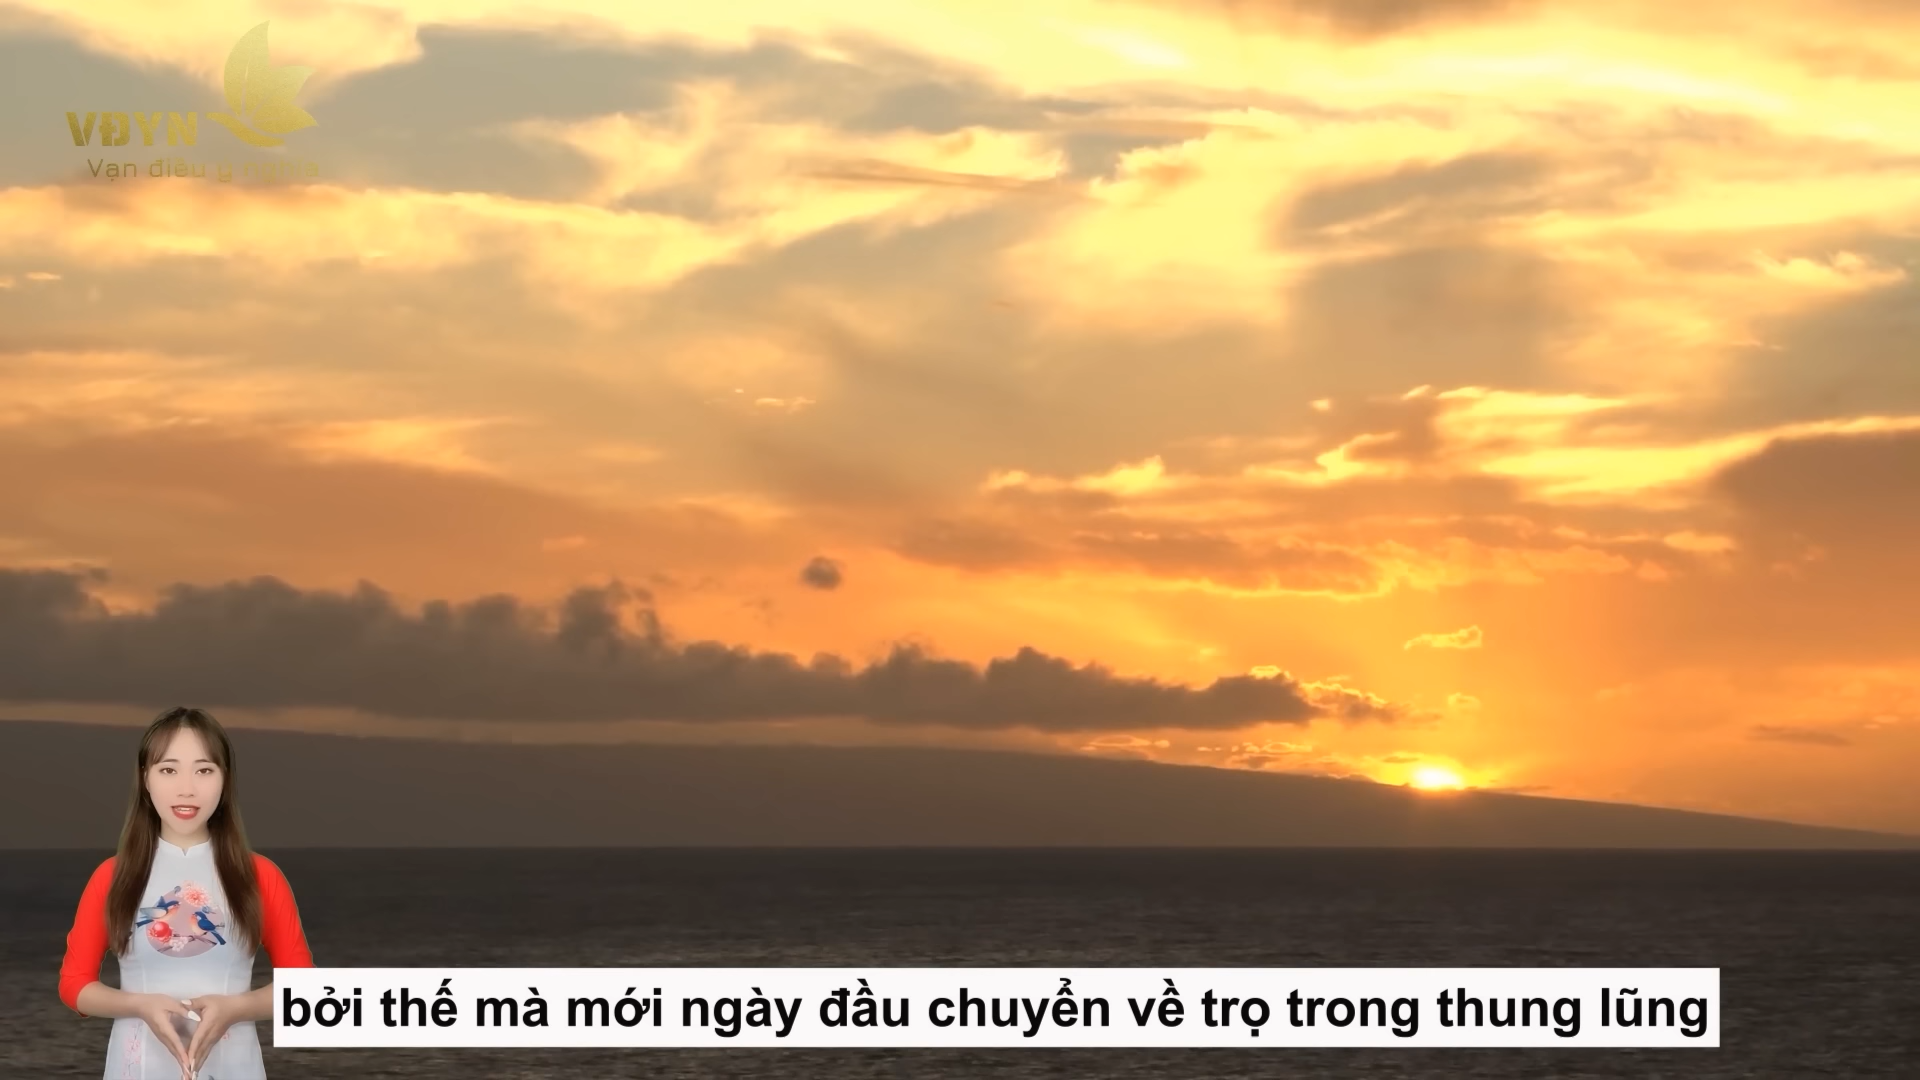 VĐYN
Vạn điều ý nghĩa
bởi thế mà mới ngày đầu chuyển về trọ trong thung lũng